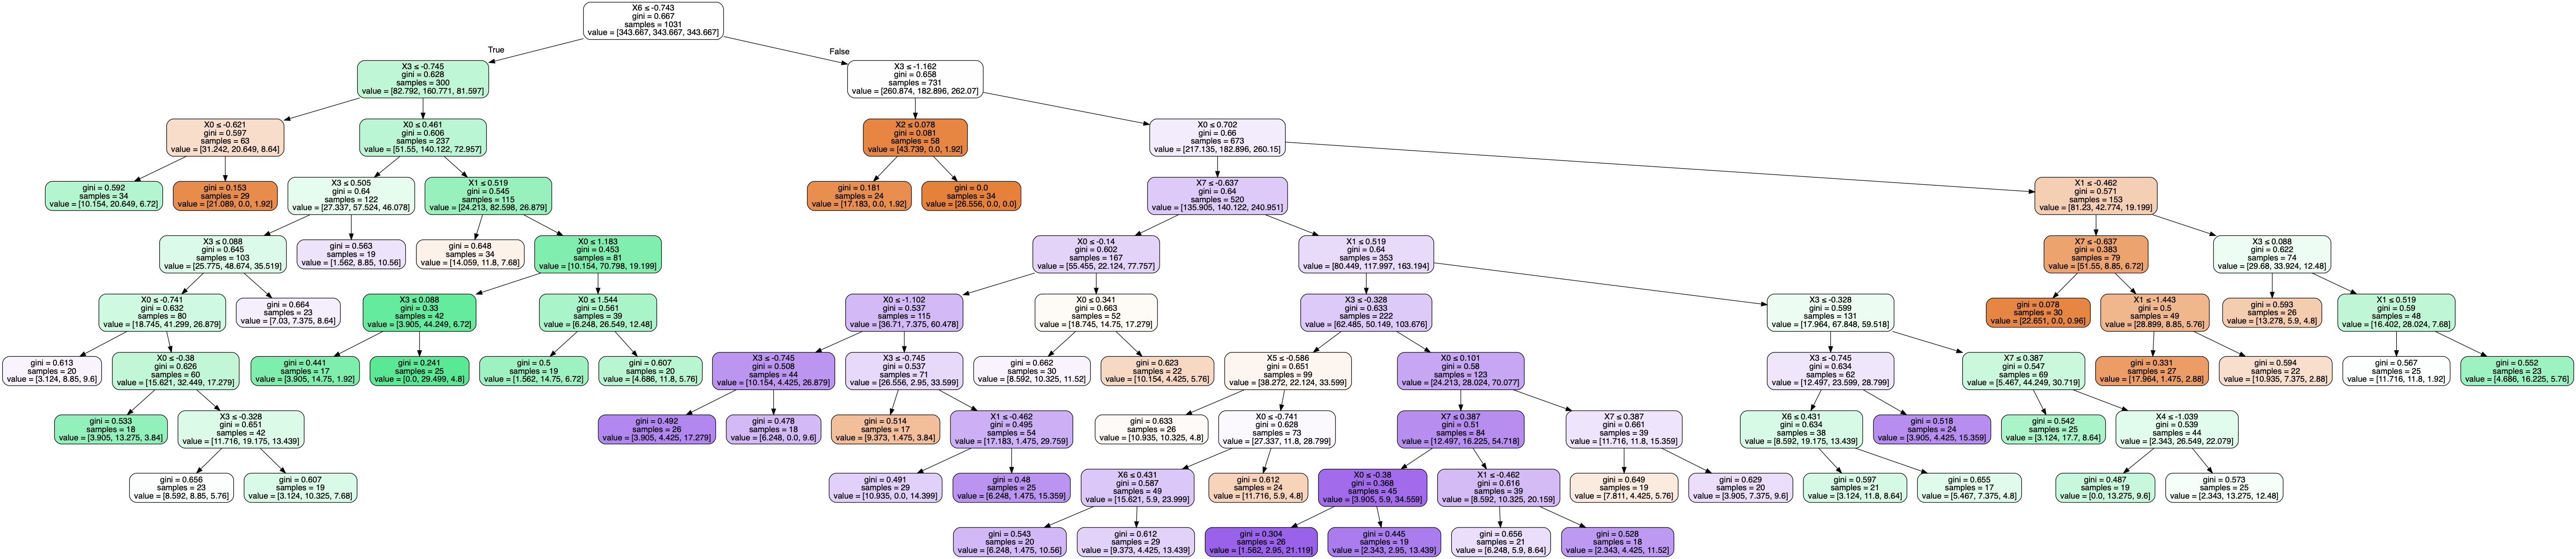 X6 ≤ -0.743
gini = 0.667
samples = 1031
value = [343.667, 343.667, 343.667]
True
False
X3 ≤ -0.745
gini = 0.628
samples = 300
value = [82.792, 160.771, 81.597]
X3 ≤ -1.162
gini = 0.658
samples = 731
value = [260.874, 182.896, 262.07]
X0 ≤ -0.621
gini = 0.597
samples = 63
value = [31.242, 20.649, 8.64]
X0 ≤ 0.461
gini = 0.606
samples = 237
value = [51.55, 140.122, 72.957]
X2 ≤ 0.078
gini = 0.081
samples = 58
value = [43.739, 0.0, 1.92]
X0 ≤ 0.702
gini = 0.66
samples = 673
value = [217.135, 182.896, 260.15]
gini = 0.592
samples = 34
value = [10.154, 20.649, 6.72]
gini = 0.153
samples = 29
value = [21.089, 0.0, 1.92]
X3 ≤ 0.505
gini = 0.64
samples = 122
value = [27.337, 57.524, 46.078]
X1 ≤ 0.519
gini = 0.545
samples = 115
value = [24.213, 82.598, 26.879]
gini = 0.181
samples = 24
value = [17.183, 0.0, 1.92]
gini = 0.0
samples = 34
value = [26.556, 0.0, 0.0]
X7 ≤ -0.637
gini = 0.64
samples = 520
value = [135.905, 140.122, 240.951]
X1 ≤ -0.462
gini = 0.571
samples = 153
value = [81.23, 42.774, 19.199]
X3 ≤ 0.088
gini = 0.645
samples = 103
value = [25.775, 48.674, 35.519]
gini = 0.563
samples = 19
value = [1.562, 8.85, 10.56]
gini = 0.648
samples = 34
value = [14.059, 11.8, 7.68]
X0 ≤ 1.183
gini = 0.453
samples = 81
value = [10.154, 70.798, 19.199]
X0 ≤ -0.14
gini = 0.602
samples = 167
value = [55.455, 22.124, 77.757]
X1 ≤ 0.519
gini = 0.64
samples = 353
value = [80.449, 117.997, 163.194]
X7 ≤ -0.637
gini = 0.383
samples = 79
value = [51.55, 8.85, 6.72]
X3 ≤ 0.088
gini = 0.622
samples = 74
value = [29.68, 33.924, 12.48]
X0 ≤ -0.741
gini = 0.632
samples = 80
value = [18.745, 41.299, 26.879]
gini = 0.664
samples = 23
value = [7.03, 7.375, 8.64]
X3 ≤ 0.088
gini = 0.33
samples = 42
value = [3.905, 44.249, 6.72]
X0 ≤ 1.544
gini = 0.561
samples = 39
value = [6.248, 26.549, 12.48]
X0 ≤ -1.102
gini = 0.537
samples = 115
value = [36.71, 7.375, 60.478]
X0 ≤ 0.341
gini = 0.663
samples = 52
value = [18.745, 14.75, 17.279]
X3 ≤ -0.328
gini = 0.633
samples = 222
value = [62.485, 50.149, 103.676]
X3 ≤ -0.328
gini = 0.599
samples = 131
value = [17.964, 67.848, 59.518]
gini = 0.078
samples = 30
value = [22.651, 0.0, 0.96]
X1 ≤ -1.443
gini = 0.5
samples = 49
value = [28.899, 8.85, 5.76]
gini = 0.593
samples = 26
value = [13.278, 5.9, 4.8]
X1 ≤ 0.519
gini = 0.59
samples = 48
value = [16.402, 28.024, 7.68]
gini = 0.613
samples = 20
value = [3.124, 8.85, 9.6]
X0 ≤ -0.38
gini = 0.626
samples = 60
value = [15.621, 32.449, 17.279]
gini = 0.441
samples = 17
value = [3.905, 14.75, 1.92]
gini = 0.241
samples = 25
value = [0.0, 29.499, 4.8]
gini = 0.5
samples = 19
value = [1.562, 14.75, 6.72]
gini = 0.607
samples = 20
value = [4.686, 11.8, 5.76]
X3 ≤ -0.745
gini = 0.508
samples = 44
value = [10.154, 4.425, 26.879]
X3 ≤ -0.745
gini = 0.537
samples = 71
value = [26.556, 2.95, 33.599]
gini = 0.662
samples = 30
value = [8.592, 10.325, 11.52]
gini = 0.623
samples = 22
value = [10.154, 4.425, 5.76]
X5 ≤ -0.586
gini = 0.651
samples = 99
value = [38.272, 22.124, 33.599]
X0 ≤ 0.101
gini = 0.58
samples = 123
value = [24.213, 28.024, 70.077]
X3 ≤ -0.745
gini = 0.634
samples = 62
value = [12.497, 23.599, 28.799]
X7 ≤ 0.387
gini = 0.547
samples = 69
value = [5.467, 44.249, 30.719]
gini = 0.331
samples = 27
value = [17.964, 1.475, 2.88]
gini = 0.594
samples = 22
value = [10.935, 7.375, 2.88]
gini = 0.567
samples = 25
value = [11.716, 11.8, 1.92]
gini = 0.552
samples = 23
value = [4.686, 16.225, 5.76]
gini = 0.533
samples = 18
value = [3.905, 13.275, 3.84]
X3 ≤ -0.328
gini = 0.651
samples = 42
value = [11.716, 19.175, 13.439]
gini = 0.492
samples = 26
value = [3.905, 4.425, 17.279]
gini = 0.478
samples = 18
value = [6.248, 0.0, 9.6]
gini = 0.514
samples = 17
value = [9.373, 1.475, 3.84]
X1 ≤ -0.462
gini = 0.495
samples = 54
value = [17.183, 1.475, 29.759]
gini = 0.633
samples = 26
value = [10.935, 10.325, 4.8]
X0 ≤ -0.741
gini = 0.628
samples = 73
value = [27.337, 11.8, 28.799]
X7 ≤ 0.387
gini = 0.51
samples = 84
value = [12.497, 16.225, 54.718]
X7 ≤ 0.387
gini = 0.661
samples = 39
value = [11.716, 11.8, 15.359]
X6 ≤ 0.431
gini = 0.634
samples = 38
value = [8.592, 19.175, 13.439]
gini = 0.518
samples = 24
value = [3.905, 4.425, 15.359]
gini = 0.542
samples = 25
value = [3.124, 17.7, 8.64]
X4 ≤ -1.039
gini = 0.539
samples = 44
value = [2.343, 26.549, 22.079]
gini = 0.656
samples = 23
value = [8.592, 8.85, 5.76]
gini = 0.607
samples = 19
value = [3.124, 10.325, 7.68]
gini = 0.491
samples = 29
value = [10.935, 0.0, 14.399]
gini = 0.48
samples = 25
value = [6.248, 1.475, 15.359]
X6 ≤ 0.431
gini = 0.587
samples = 49
value = [15.621, 5.9, 23.999]
gini = 0.612
samples = 24
value = [11.716, 5.9, 4.8]
X0 ≤ -0.38
gini = 0.368
samples = 45
value = [3.905, 5.9, 34.559]
X1 ≤ -0.462
gini = 0.616
samples = 39
value = [8.592, 10.325, 20.159]
gini = 0.649
samples = 19
value = [7.811, 4.425, 5.76]
gini = 0.629
samples = 20
value = [3.905, 7.375, 9.6]
gini = 0.597
samples = 21
value = [3.124, 11.8, 8.64]
gini = 0.655
samples = 17
value = [5.467, 7.375, 4.8]
gini = 0.487
samples = 19
value = [0.0, 13.275, 9.6]
gini = 0.573
samples = 25
value = [2.343, 13.275, 12.48]
gini = 0.543
samples = 20
value = [6.248, 1.475, 10.56]
gini = 0.612
samples = 29
value = [9.373, 4.425, 13.439]
gini = 0.304
samples = 26
value = [1.562, 2.95, 21.119]
gini = 0.445
samples = 19
value = [2.343, 2.95, 13.439]
gini = 0.656
samples = 21
value = [6.248, 5.9, 8.64]
gini = 0.528
samples = 18
value = [2.343, 4.425, 11.52]